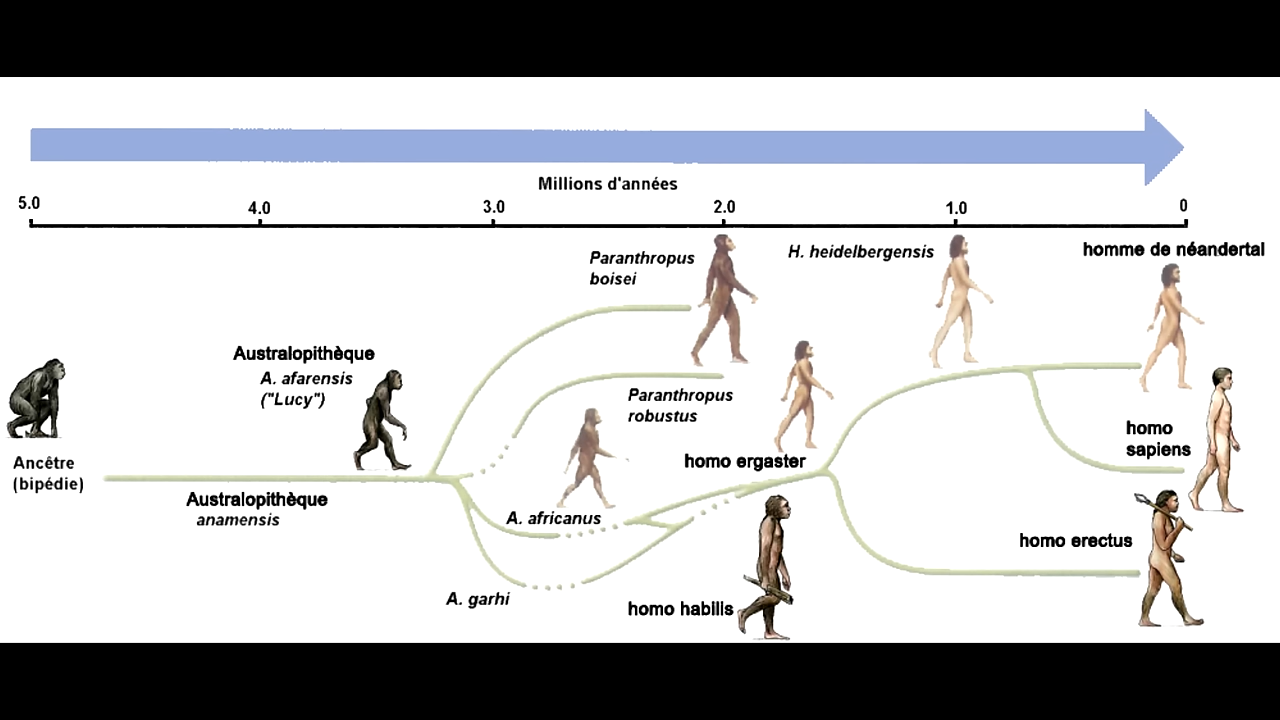 Millions d'années
5.0
4.0
3.0
2.0
1.0
0
Paranthropus
boisei
H. heidelbergensis
homme de néandertal
Australopithèque
A. afarensis
("Lucy")
Paranthropus
robustus
Ancêtre
(bipédie)
homo
sapiens
homo ergaster
Australopithèque
anamensis
A. africanus
homo erectus
A. garhi
homo habilis